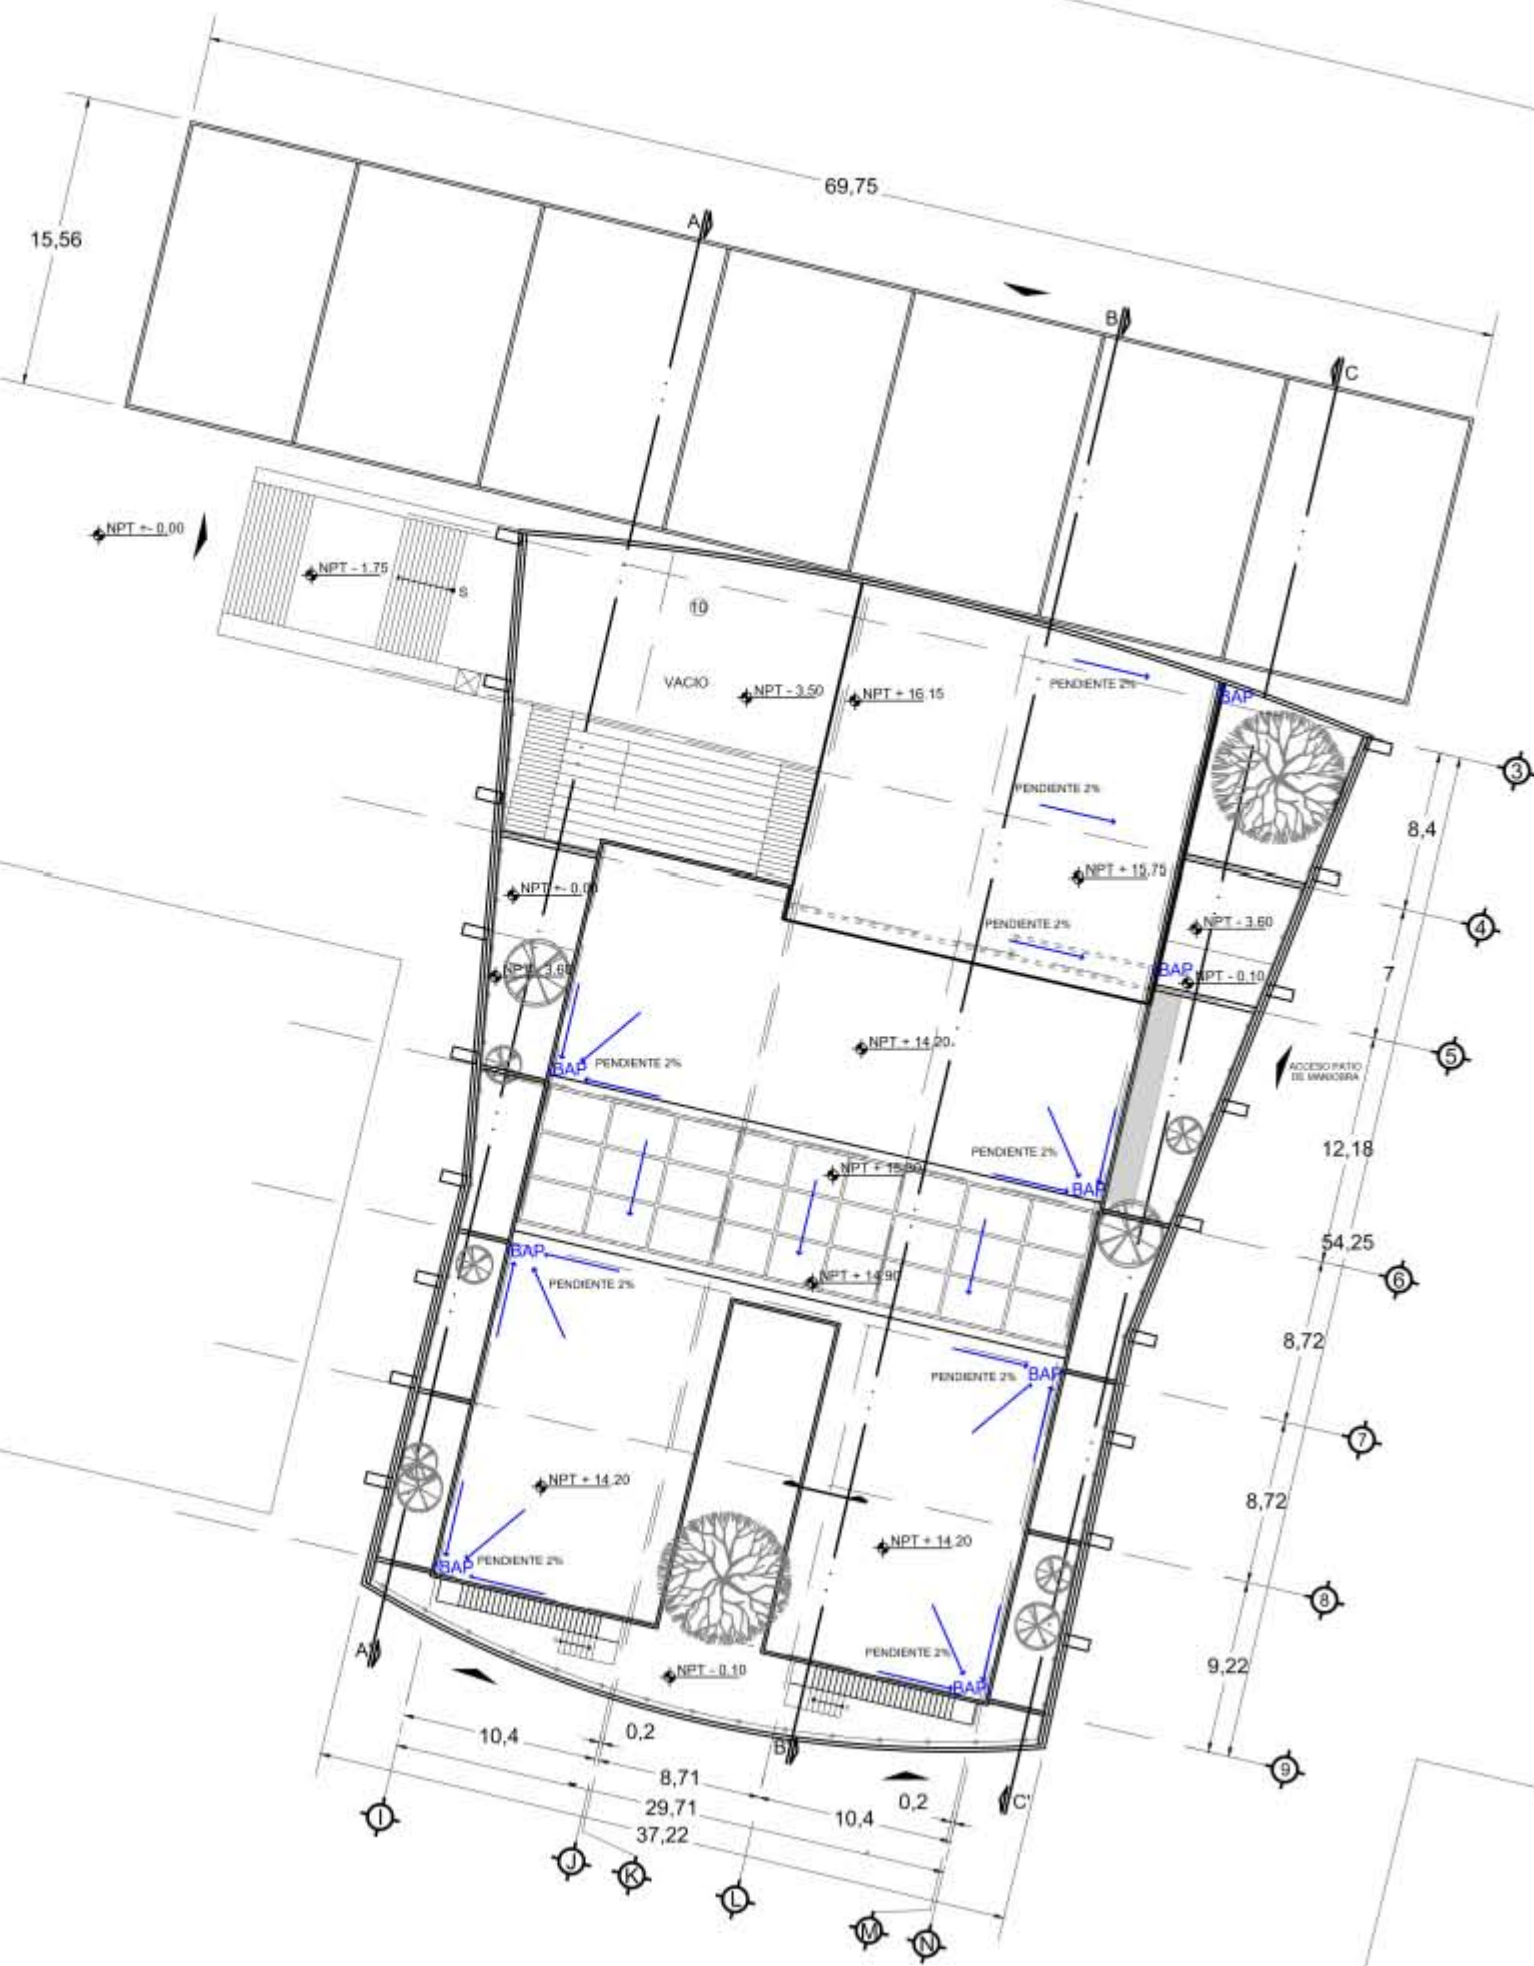 69,75
15,56
A
B
C
NPT +- 0,00
NPT - 1.75
S
10
VACIO
NPT - 3.50
NPT + 16.15
PENDIENTE 2%
BAP
3
PENDIENTE 2%
8,4
NPT + 15,75
NPT +- 0.00
PENDIENTE 2%
NPT - 3.60
4
BAP
NPT - 0.10
7
NPT + 14.20
5
BAP
PENDIENTE 2%
ACCESO PATIO
DE MANIOBRA
12,18
PENDIENTE 2%
BAP
54,25
6
BAP
PENDIENTE 2%
NPT + 14.90
8,72
PENDIENTE 2%
BAP
7
NPT + 14.20
8,72
NPT + 14.20
BAP
PENDIENTE 2%
8
A'
PENDIENTE 2%
BAP
NPT - 0.10
9,22
10,4
0,2
B'
9
8,71
29,71
10,4
0,2
C'
37,22
I
J
K
L
M
N